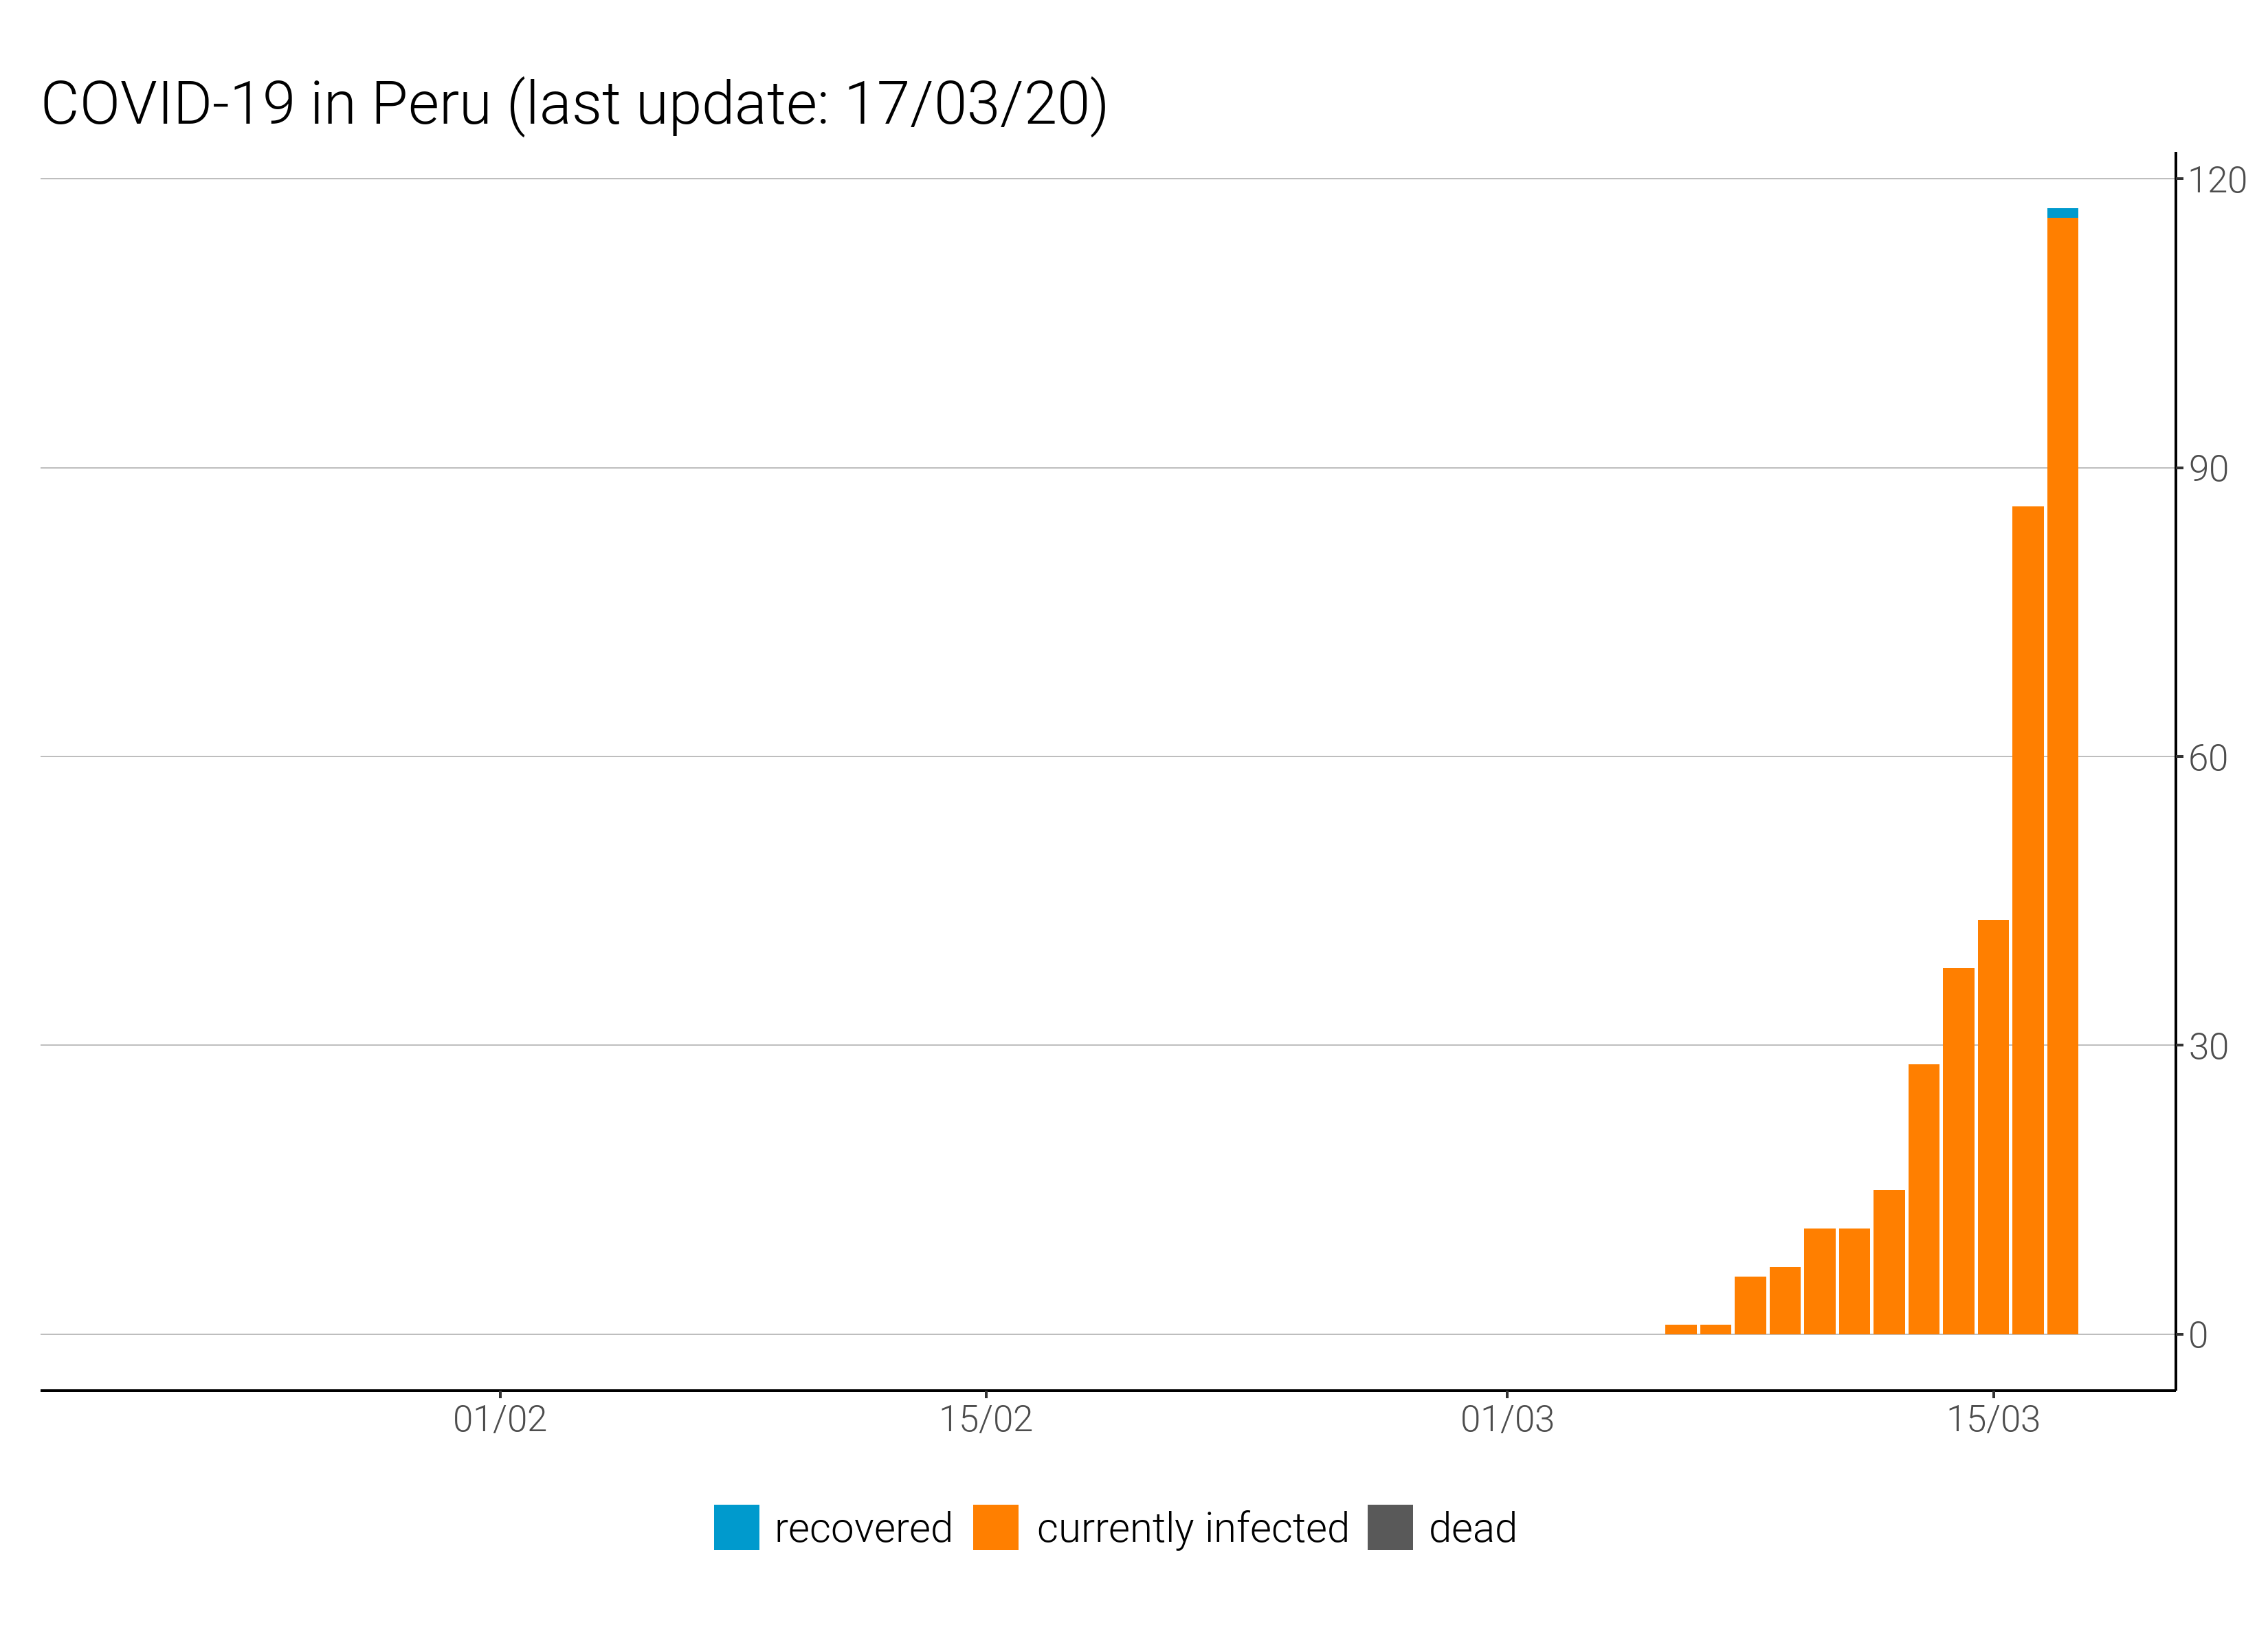 COVID-19 in Peru (last update: 17/03/20)
120
90
60
30
0
01/02 15/02 01/03 15/03
recovered currently infected dead